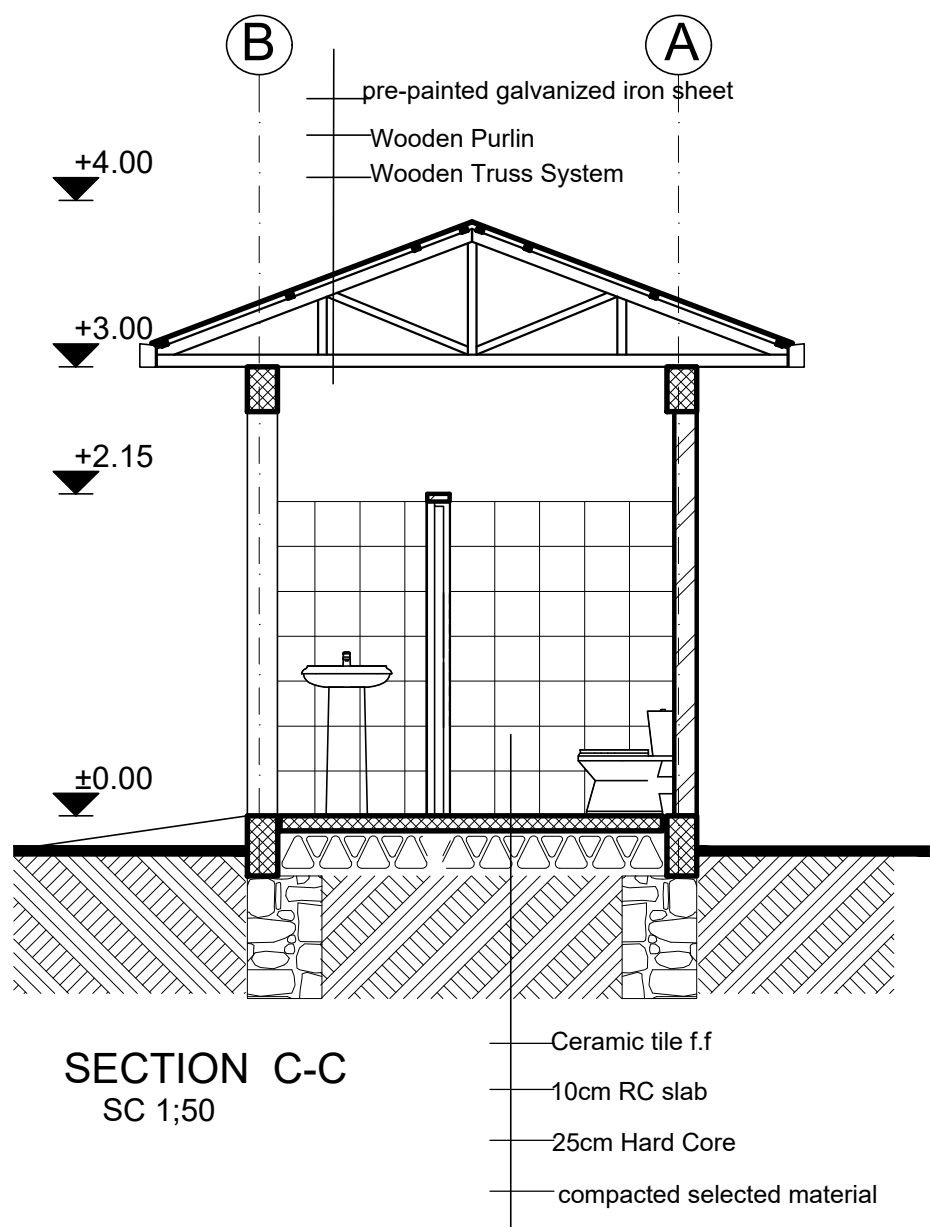 B
A
pre-painted galvanized iron sheet
Wooden Purlin
+4.00
Wooden Truss System
+3.00
+2.15
±0.00
Ceramic tile f.f
SECTION C-C
10cm RC slab
SC 1;50
25cm Hard Core
compacted selected material